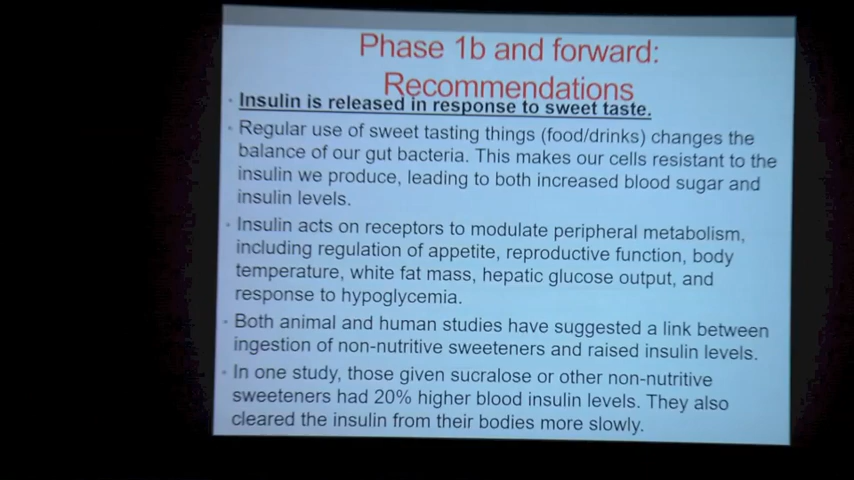 Phase 1b and forward:
Recommendations
• Insulin is released in response to sweet taste.
• Regular use of sweet tasting things (food/drinks) changes the
balance of our gut bacteria. This makes our cells resistant to the
insulin we produce, leading to both increased blood sugar and
insulin levels.
• Insulin acts on receptors to modulate peripheral metabolism,
including regulation of appetite, reproductive function, body
temperature, white fat mass, hepatic glucose output, and
response to hypoglycemia.
• Both animal and human studies have suggested a link between
ingestion of non-nutritive sweeteners and raised insulin levels.
• In one study, those given sucralose or other non-nutritive
sweeteners had 20% higher blood insulin levels. They also
cleared the insulin from their bodies more slowly.